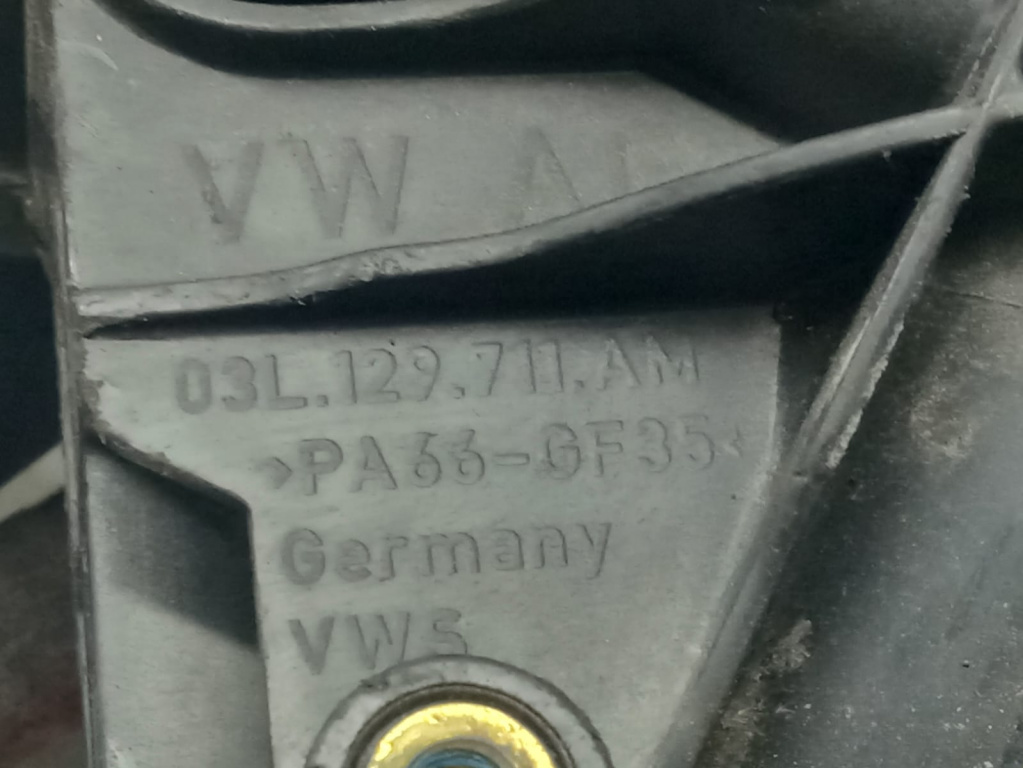 VW
03L.129.711.AM
>PA66-GF35<
Germany
VWS